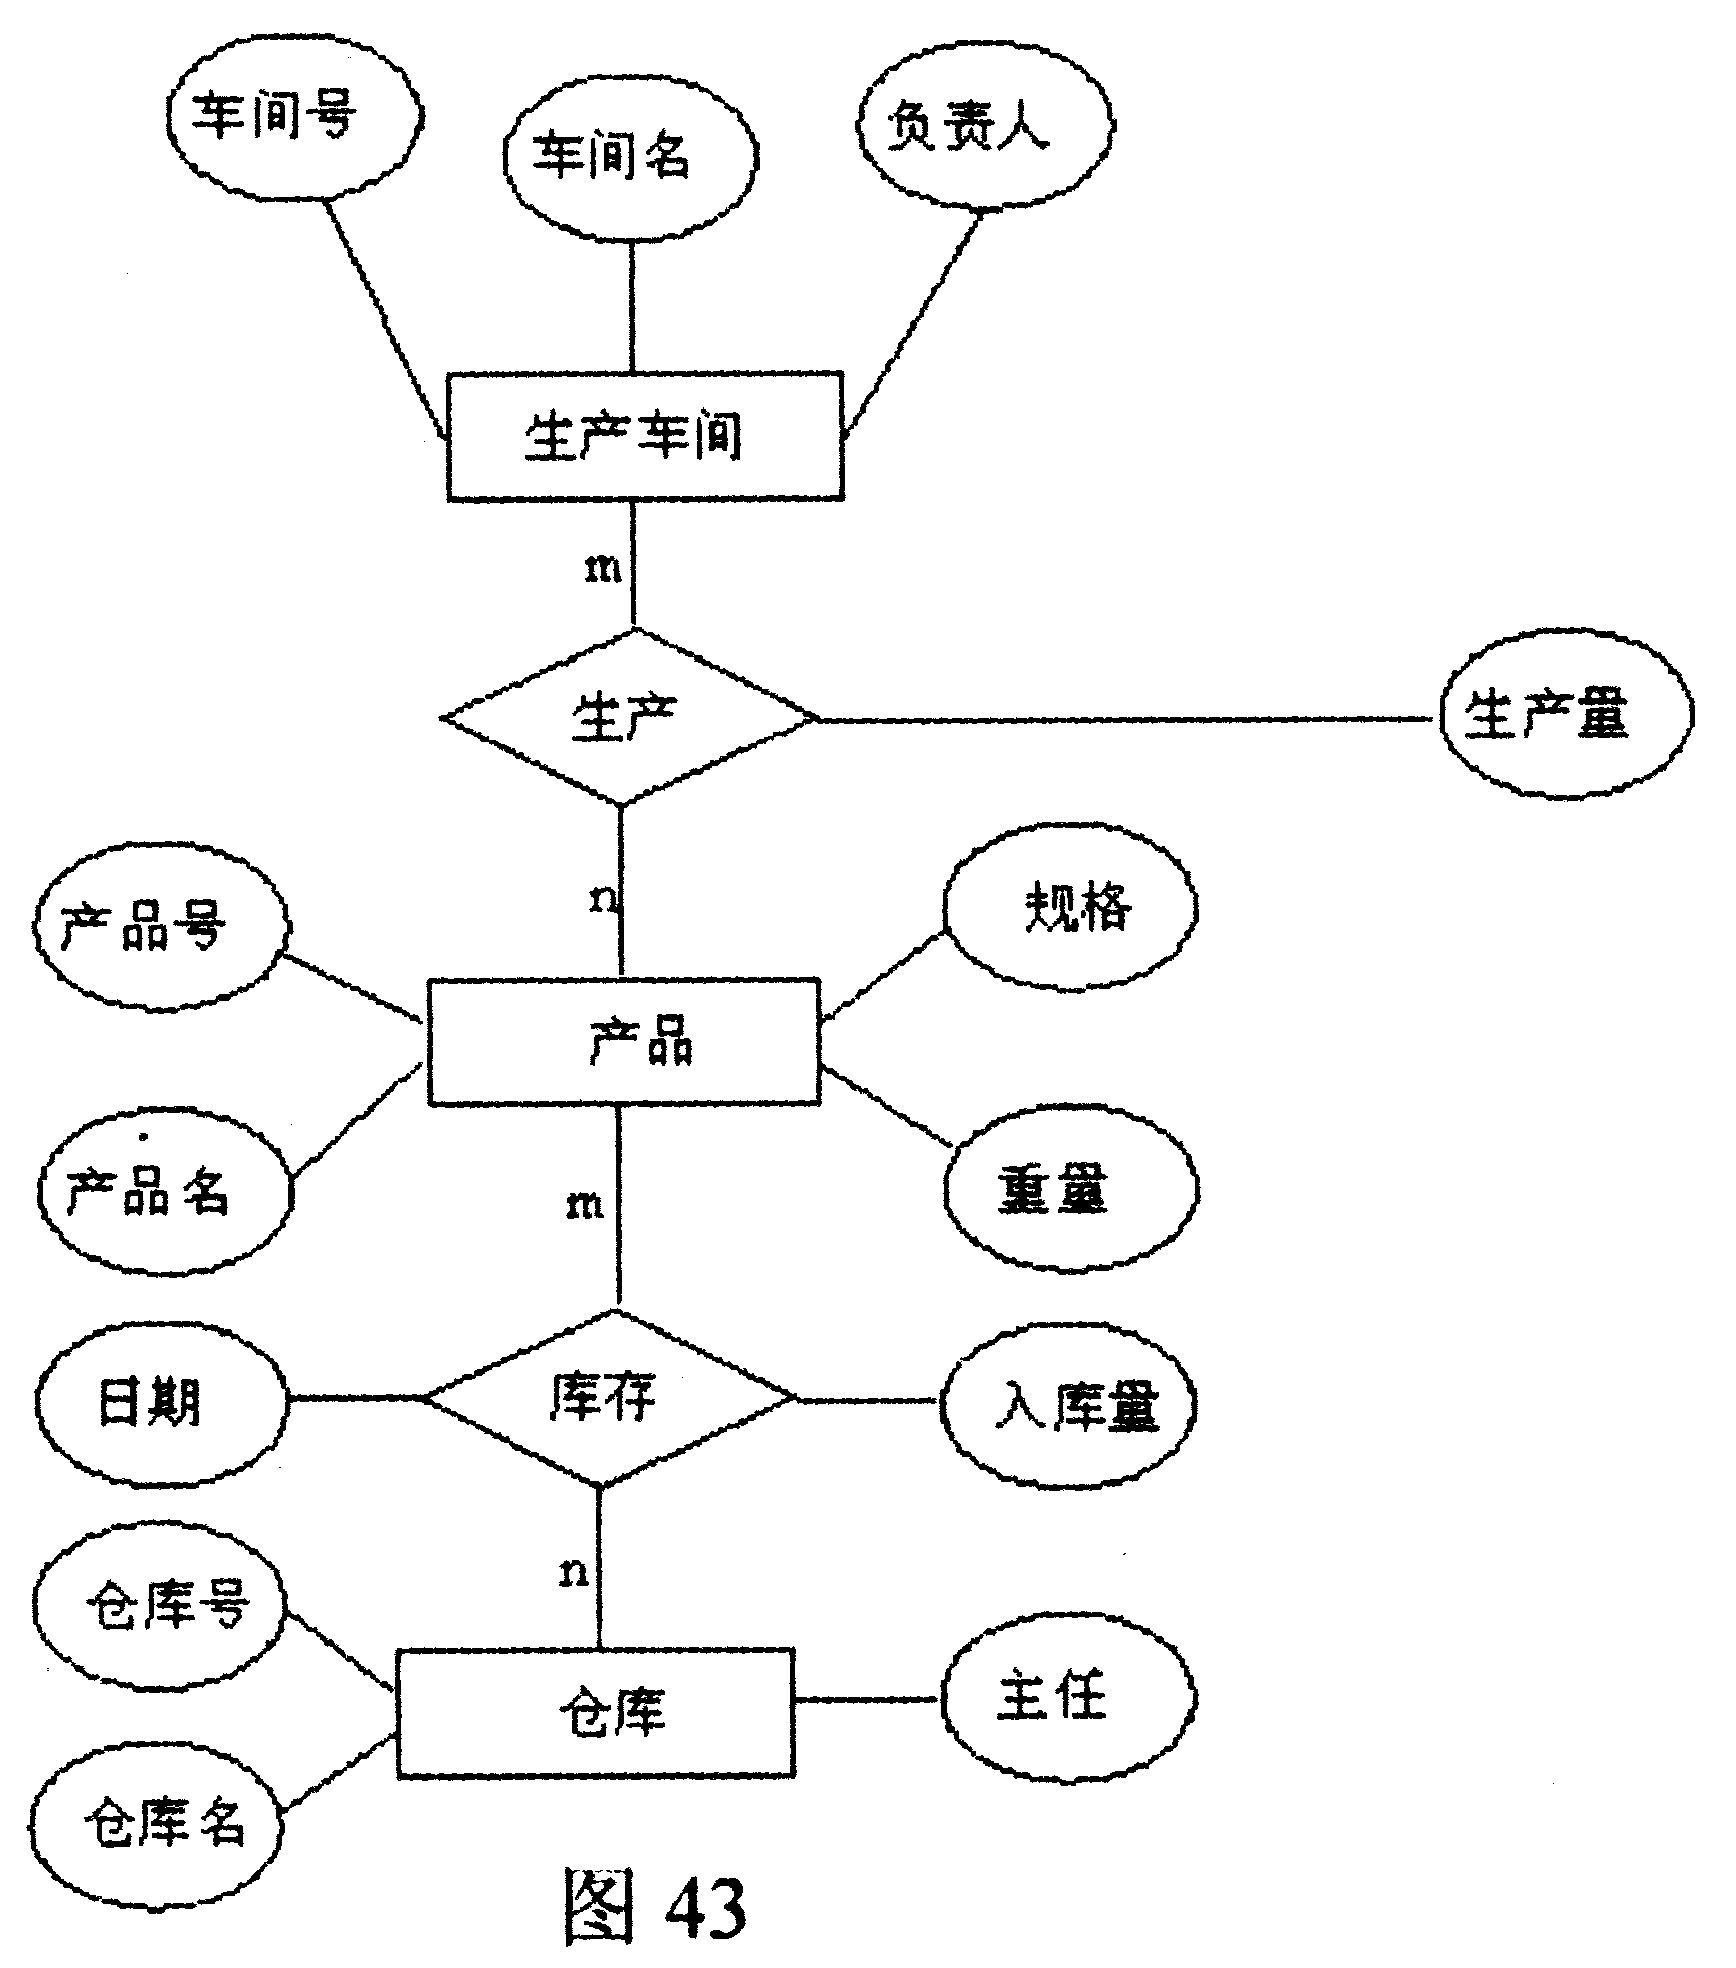 车间号
车间名
负责人
生产车间
m
生产
生产量
n
产品号
规格
产品
产品名
重量
m
日期
库存
入库量
n
仓库号
仓库
主任
仓库名
图 43